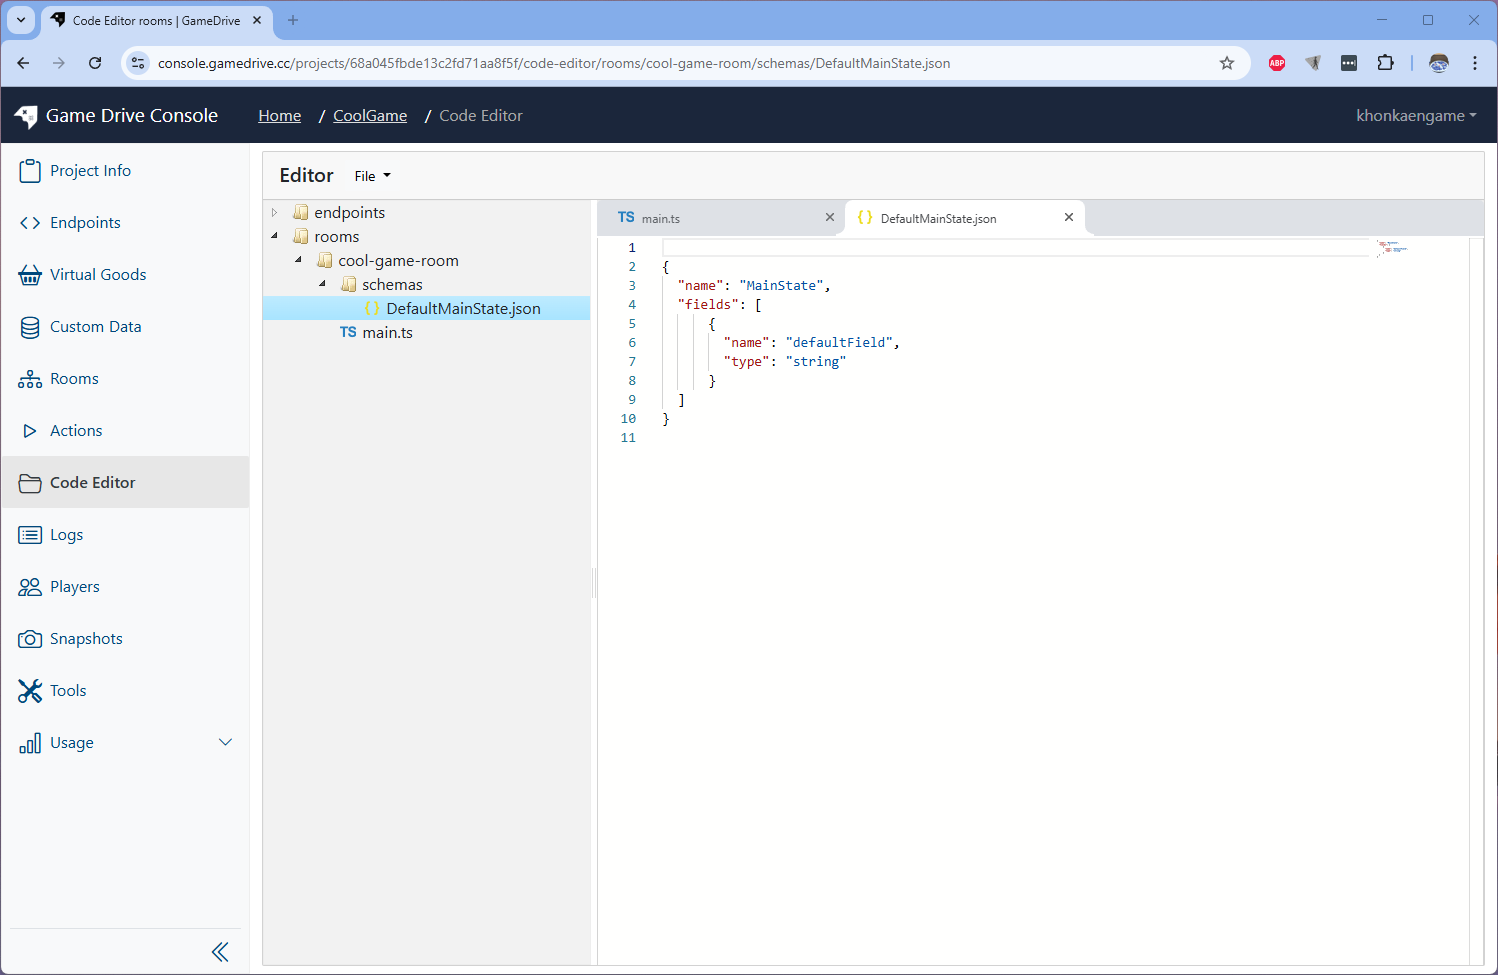 Code Editor rooms | GameDrive
console.gamedrive.cc/projects/68a045fbde13c2fd71aa8f5f/code-editor/rooms/cool-game-room/schemas/DefaultMainState.json
ABP
Game Drive Console
Home / CoolGame / Code Editor
khonkaengame
Project Info
Endpoints
Virtual Goods
Custom Data
Rooms
Actions
Code Editor
Logs
Players
Snapshots
Tools
Usage
Editor File
endpoints
rooms
cool-game-room
schemas
{} DefaultMainState.json
TS main.ts
TS main.ts
{} DefaultMainState.json
1
2 {
3 "name": "MainState",
4 "fields": [
5 {
6 "name": "defaultField",
7 "type": "string"
8 }
9 ]
10 }
11